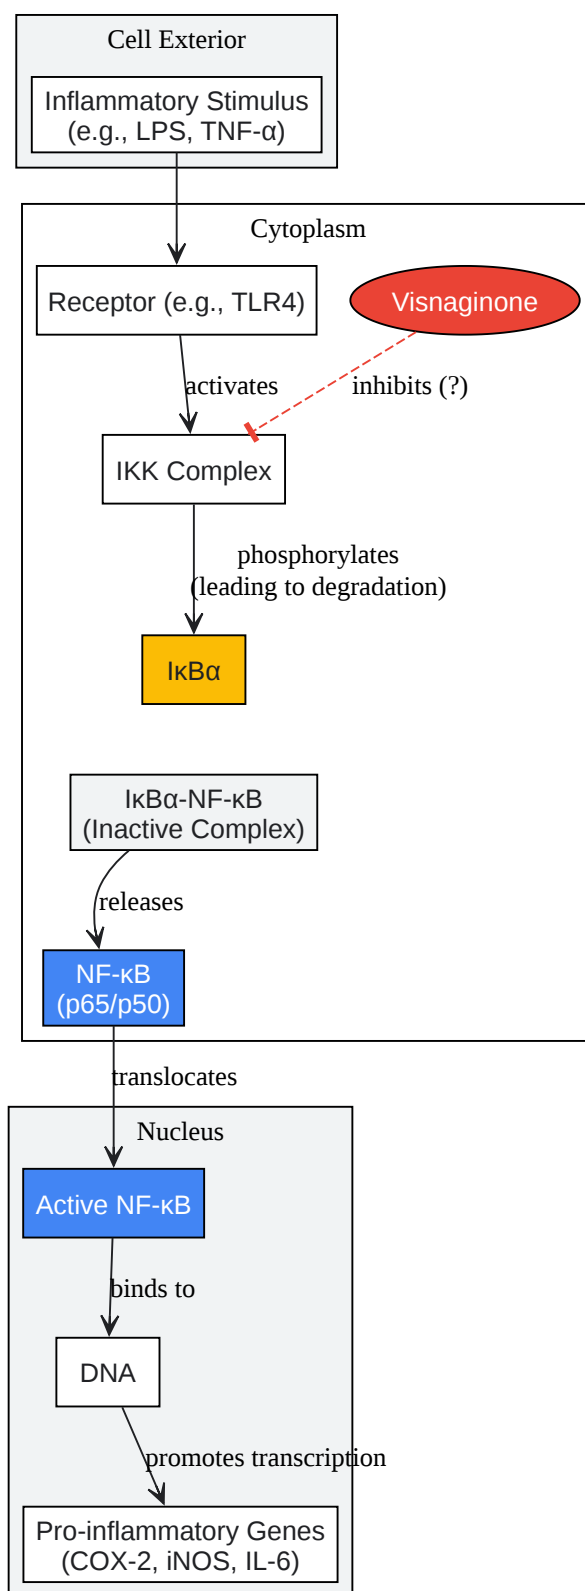 Cell Exterior
Inflammatory Stimulus
(e.g., LPS, TNF-α)
Cytoplasm
Receptor (e.g., TLR4)
Visnaginone
activates
inhibits (?)
IKK Complex
phosphorylates
(leading to degradation)
IκBα
IκBα-NF-κB
(Inactive Complex)
releases
NF-κB
(p65/p50)
translocates
Nucleus
Active NF-κB
binds to
DNA
promotes transcription
Pro-inflammatory Genes
(COX-2, iNOS, IL-6)